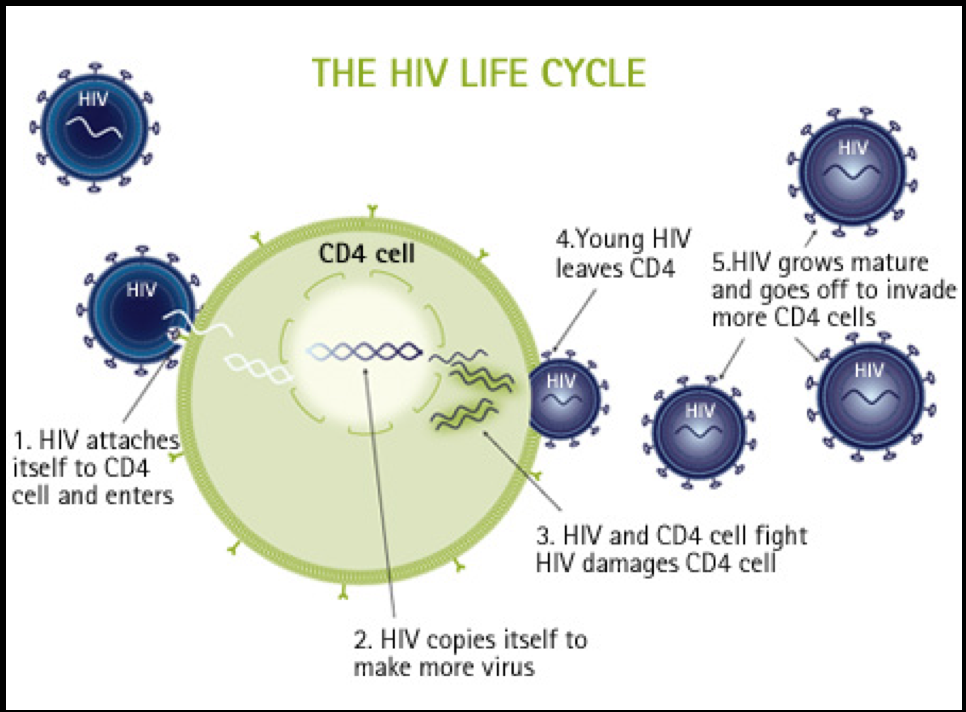 THE HIV LIFE CYCLE
HIV
HIV
CD4 cell
HIV
HIV
HIV
HIV
1. HIV attaches
itself to CD4
cell and enters
2. HIV copies itself to
make more virus
3. HIV and CD4 cell fight
HIV damages CD4 cell
4.Young HIV
leaves CD4
5.HIV grows mature
and goes off to invade
more CD4 cells